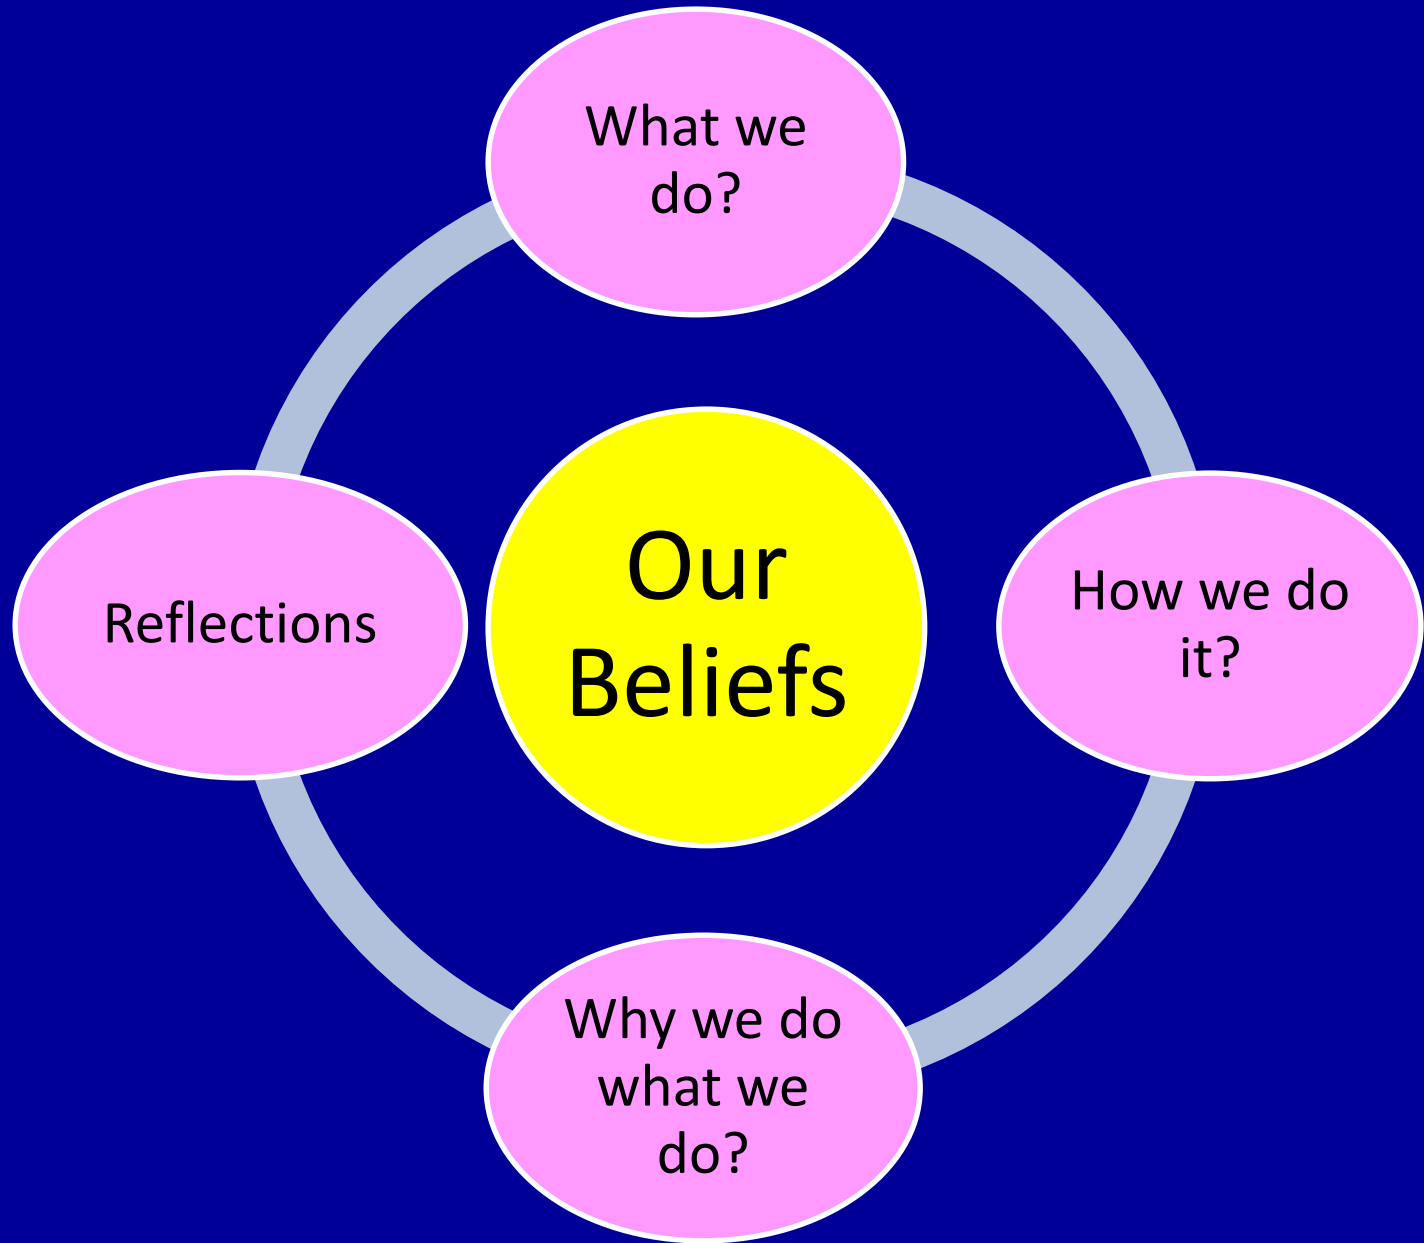 What we
do?
Our
Beliefs
How we do
it?
Reflections
Why we do
what we
do?